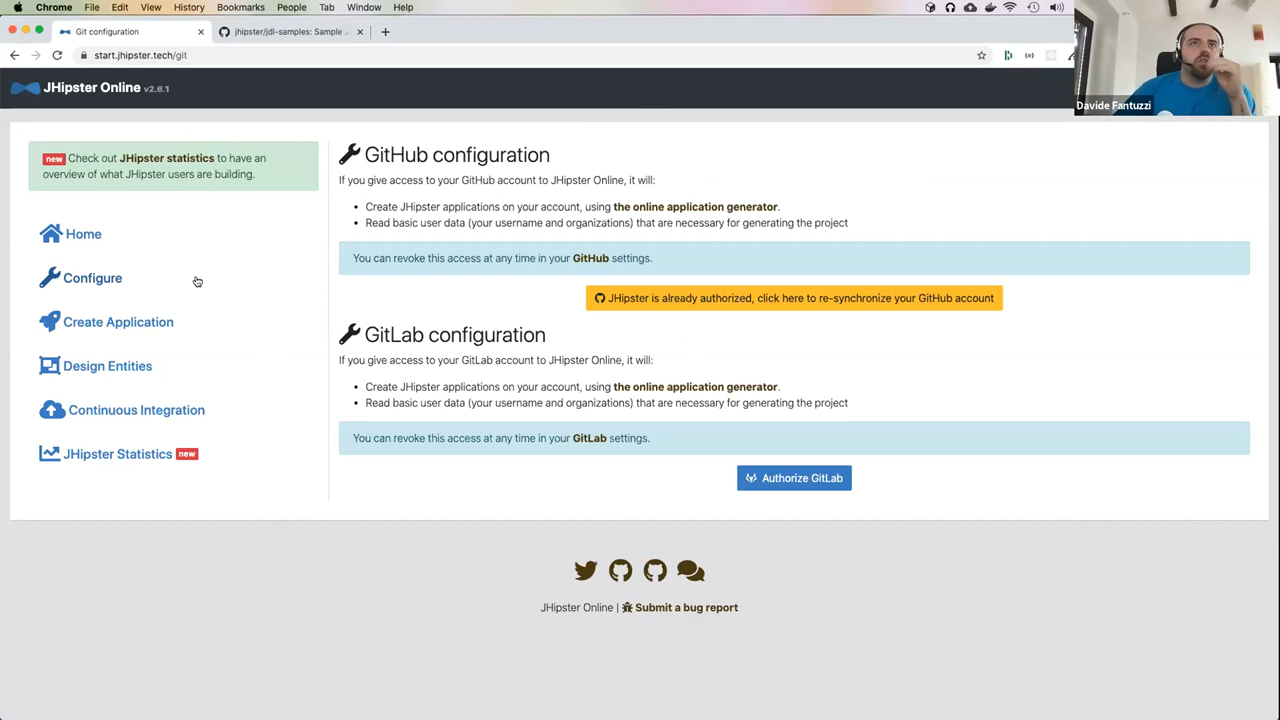 Chrome File Edit View History Bookmarks People Tab Window Help
Git configuration
jhipster/jdl-samples: Sample
start.jhipster.tech/git
Davide Fantuzzi
JHipster Online v2.6.1
new Check out JHipster statistics to have an
overview of what JHipster users are building.
Home
Configure
Create Application
Design Entities
Continuous Integration
JHipster Statistics new
GitHub configuration
If you give access to your GitHub account to JHipster Online, it will:
• Create JHipster applications on your account, using the online application generator.
• Read basic user data (your username and organizations) that are necessary for generating the project
You can revoke this access at any time in your GitHub settings.
JHipster is already authorized, click here to re-synchronize your GitHub account
GitLab configuration
If you give access to your GitLab account to JHipster Online, it will:
• Create JHipster applications on your account, using the online application generator.
• Read basic user data (your username and organizations) that are necessary for generating the project
You can revoke this access at any time in your GitLab settings.
Authorize GitLab
JHipster Online | Submit a bug report